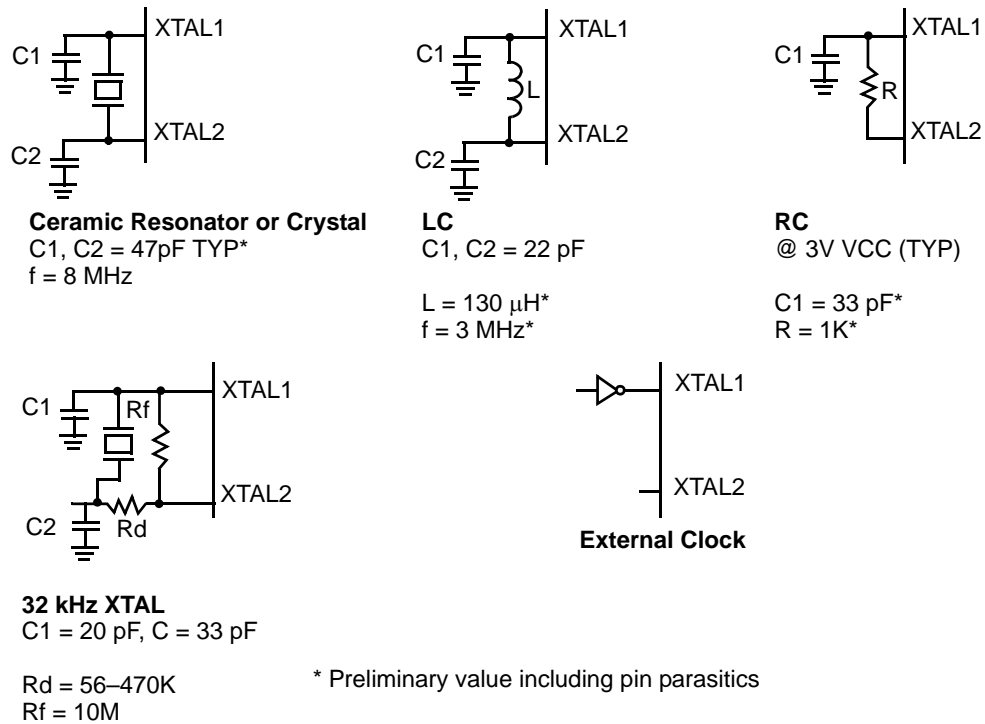 XTAL1
C1
XTAL2
C2
Ceramic Resonator or Crystal
C1, C2 = 47pF TYP*
f = 8 MHz
XTAL1
C1
L
XTAL2
C2
LC
C1, C2 = 22 pF
L = 130 μH*
f = 3 MHz*
XTAL1
C1
R
XTAL2
RC
@ 3V VCC (TYP)
C1 = 33 pF*
R = 1K*
XTAL1
C1
Rf
XTAL2
C2
Rd
32 kHz XTAL
C1 = 20 pF, C = 33 pF
Rd = 56–470K
Rf = 10M
XTAL1
XTAL2
External Clock
* Preliminary value including pin parasitics